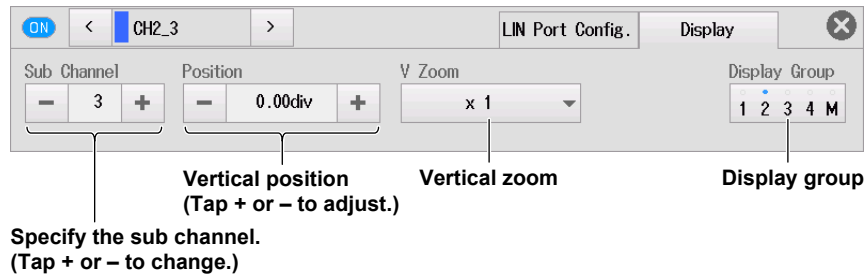 ON < CH2_3 > LIN Port Config. Display
Sub Channel Position V Zoom Display Group
− 3 + − 0.00div + x 1 1 2 3 4 M
Vertical position Vertical zoom Display group
(Tap + or – to adjust.)
Specify the sub channel.
(Tap + or – to change.)